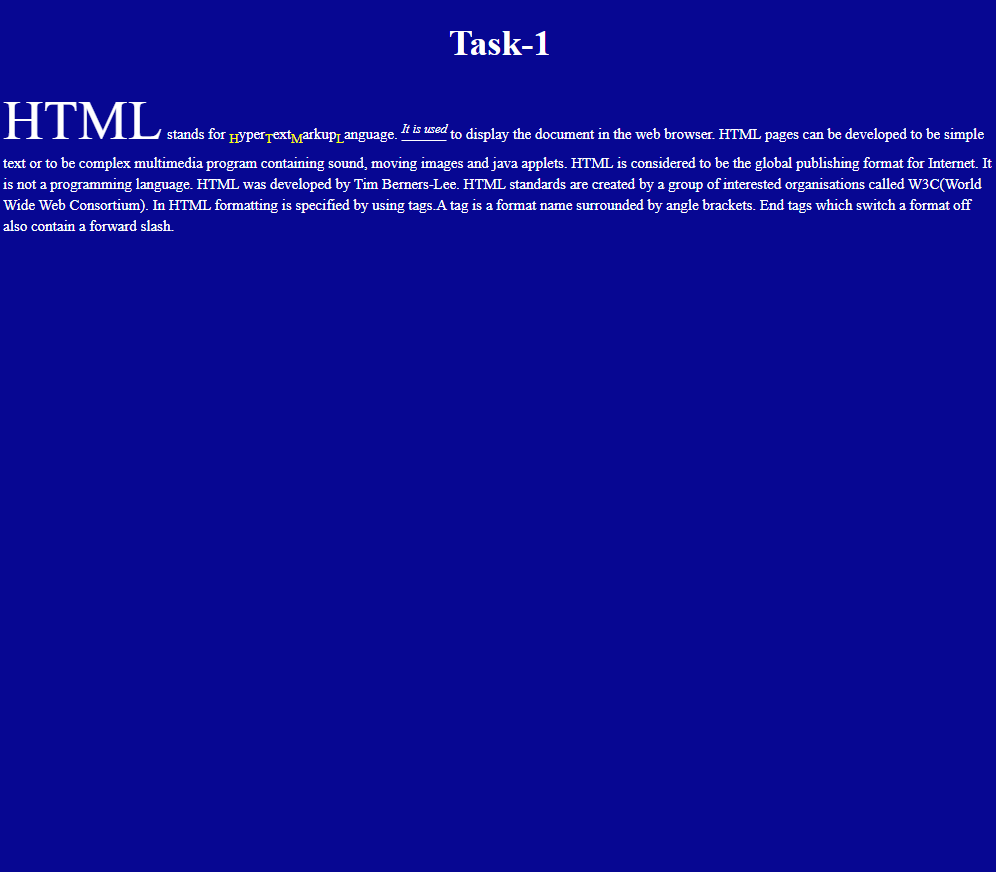 Task-1
HTML stands for HyperTextMarkupLanguage. It is used to display the document in the web browser. HTML pages can be developed to be simple
text or to be complex multimedia program containing sound, moving images and java applets. HTML is considered to be the global publishing format for Internet. It
is not a programming language. HTML was developed by Tim Berners-Lee. HTML standards are created by a group of interested organisations called W3C(World
Wide Web Consortium). In HTML formatting is specified by using tags.A tag is a format name surrounded by angle brackets. End tags which switch a format off
also contain a forward slash.